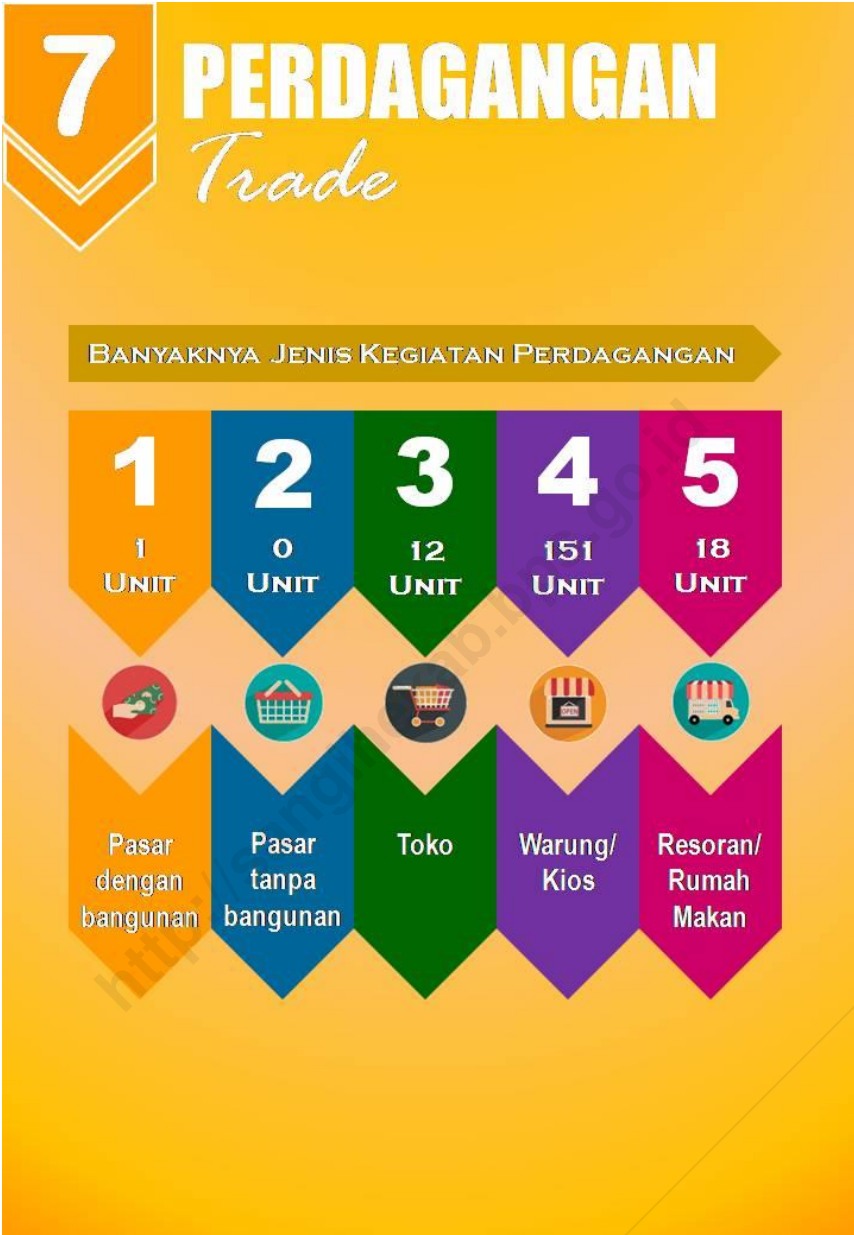 7
PERDAGANGAN
Trade
BANYAKNYA JENIS KEGIATAN PERDAGANGAN
1
1
UNIT
2
0
UNIT
3
12
UNIT
4
151
UNIT
5
18
UNIT
OPEN
Pasar
dengan
bangunan
Pasar
tanpa
bangunan
Toko
Warung/
Kios
Resoran/
Rumah
Makan